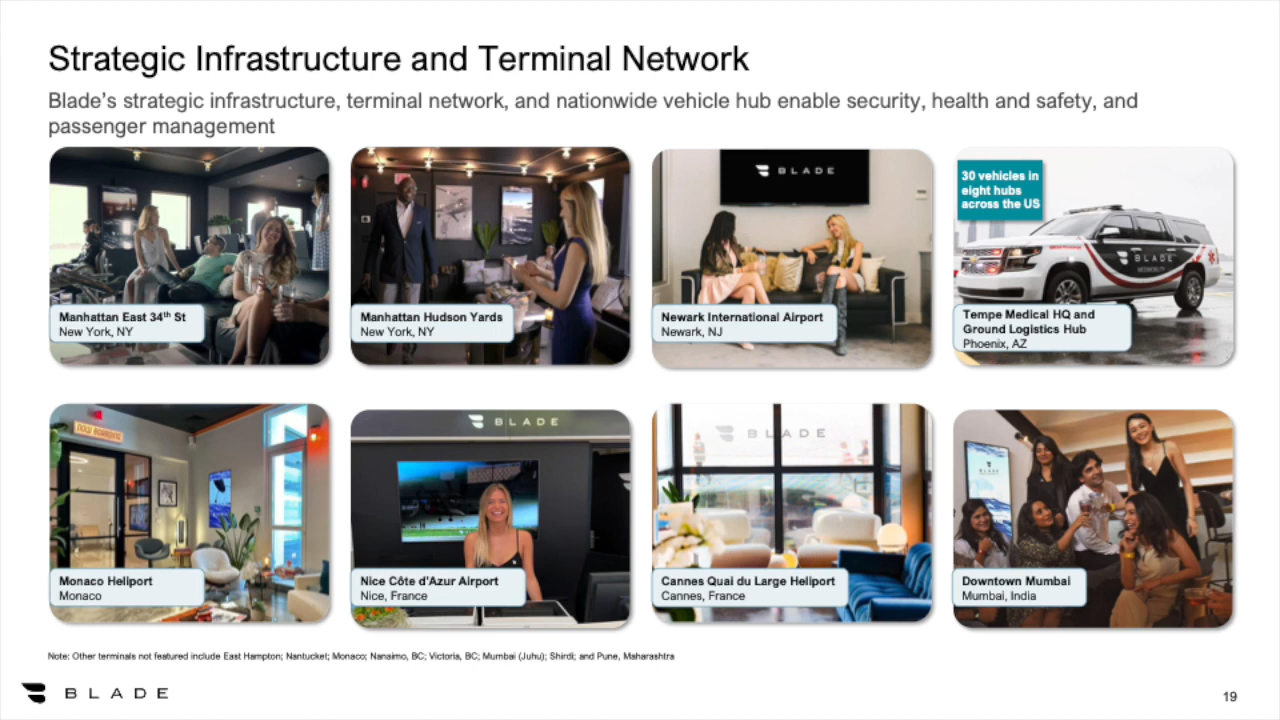 Strategic Infrastructure and Terminal Network
Blade's strategic infrastructure, terminal network, and nationwide vehicle hub enable security, health and safety, and
passenger management
Manhattan East 34th St
New York, NY
Manhattan Hudson Yards
New York, NY
BLADE
Newark International Airport
Newark, NJ
30 vehicles in
eight hubs
across the US
BLADE
Tempe Medical HQ and
Ground Logistics Hub
Phoenix, AZ
NOW BOARDING
Monaco Heliport
Monaco
BLADE
Nice Côte d'Azur Airport
Nice, France
BLADE
Cannes Quai du Large Heliport
Cannes, France
Downtown Mumbai
Mumbai, India
Note: Other terminals not featured include East Hampton; Nantucket; Monaco; Nanaimo, BC; Victoria, BC; Mumbai (Juhu); Shirdi; and Pune, Maharashtra
BLADE
19